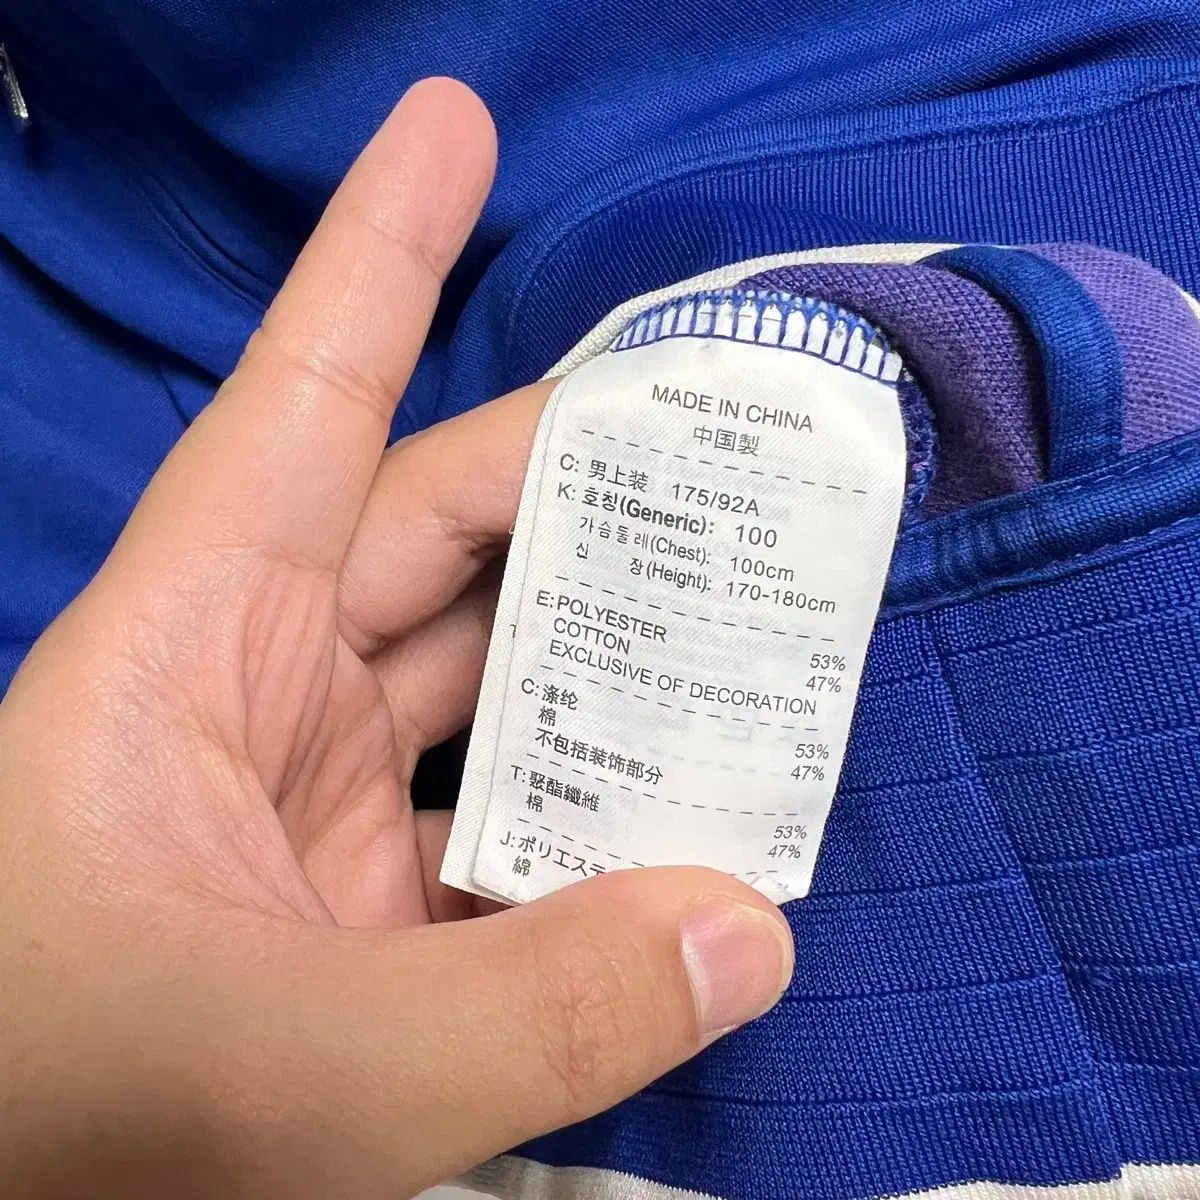 MADE IN CHINA
中国製
C: 男上装 175/92A
K: 호칭(Generic): 100
가슴둘레(Chest): 100cm
신 장(Height): 170-180cm
E: POLYESTER 53%
COTTON 47%
EXCLUSIVE OF DECORATION
C: 涤纶 53%
棉 47%
不包括装饰部分
T: 聚酯纖維 53%
棉 47%
J: ポリエステ
綿